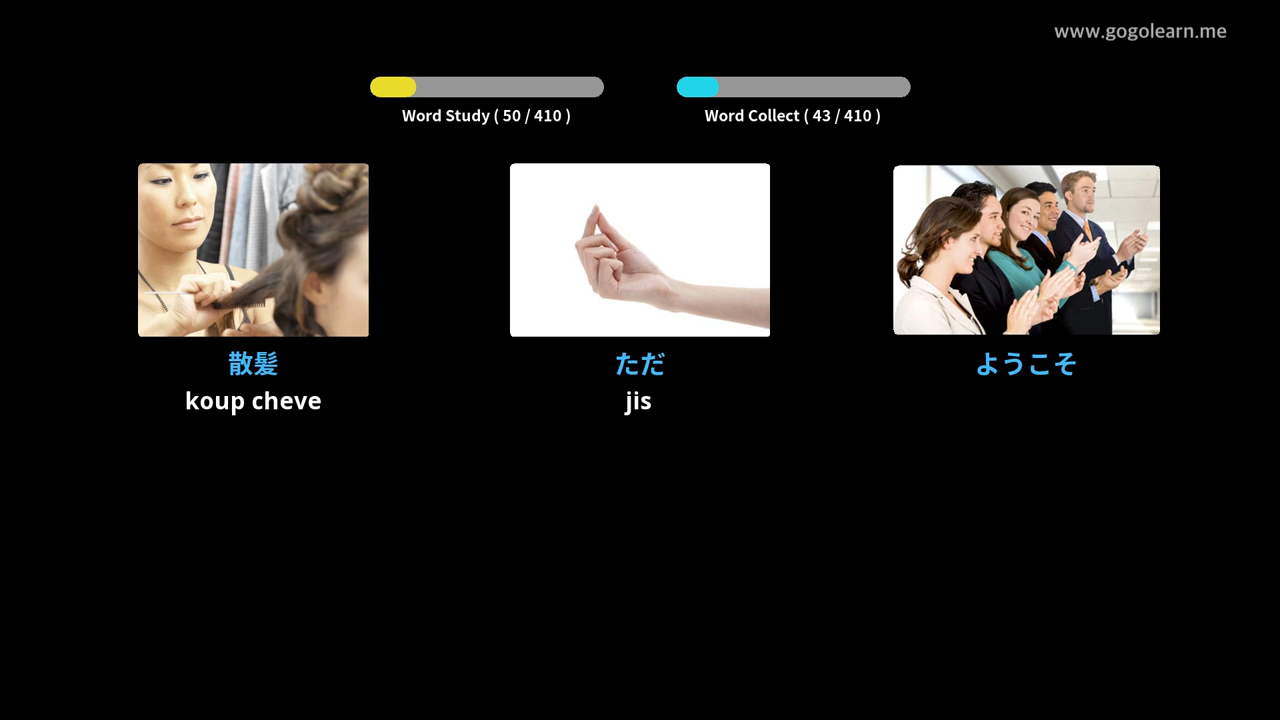 www.gogolearn.me
Word Study ( 50 / 410 )
Word Collect ( 43 / 410 )
散髪
ただ
ようこそ
koup cheve
jis